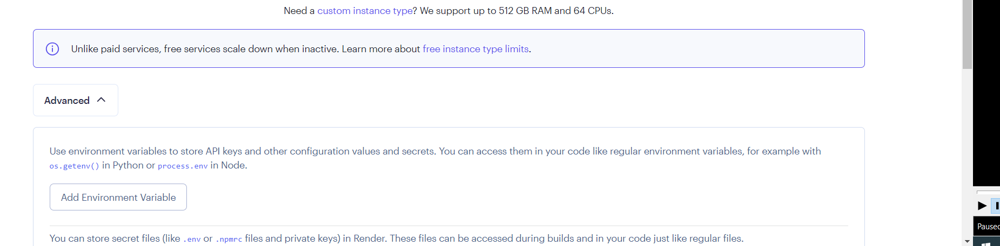 Need a custom instance type? We support up to 512 GB RAM and 64 CPUs.
Unlike paid services, free services scale down when inactive. Learn more about free instance type limits.
Advanced
Use environment variables to store API keys and other configuration values and secrets. You can access them in your code like regular environment variables, for example with
os.getenv() in Python or process.env in Node.
Add Environment Variable
You can store secret files (like .env or .npmrc files and private keys) in Render. These files can be accessed during builds and in your code just like regular files.